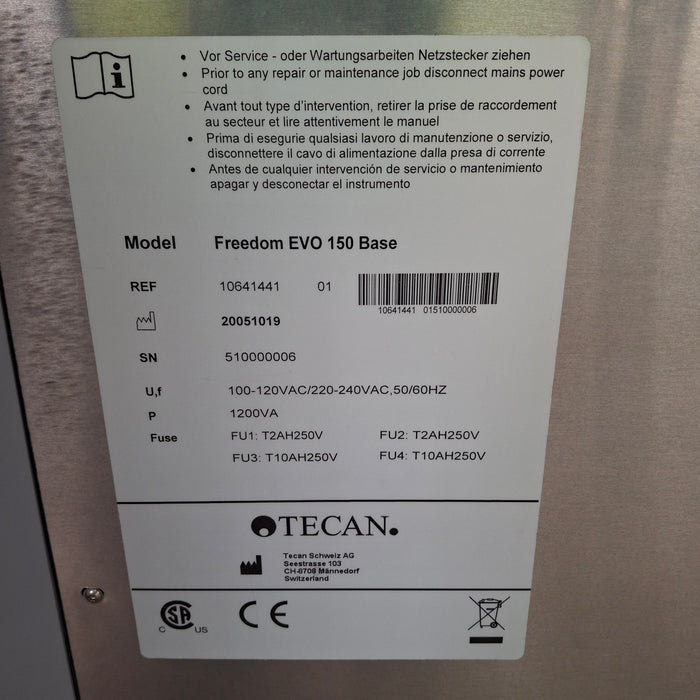 • Vor Service - oder Wartungsarbeiten Netzstecker ziehen
• Prior to any repair or maintenance job disconnect mains power
cord
• Avant tout type d'intervention, retirer la prise de raccordement
au secteur et lire attentivement le manuel
• Prima di esegurie qualsiasi lavoro di manutenzione o servizio,
disconnettere il cavo di alimentazione dalla presa di corrente
• Antes de cualquier intervención de servicio o mantenimiento
apagar y desconectar el instrumento
Model Freedom EVO 150 Base
REF 10641441 01
10641441 01510000006
20051019
SN 510000006
U,f 100-120VAC/220-240VAC,50/60HZ
P 1200VA
Fuse FU1: T2AH250V FU2: T2AH250V
FU3: T10AH250V FU4: T10AH250V
TECAN.
Tecan Schweiz AG
Seestrasse 103
CH-8708 Männedorf
Switzerland
C SA US CE